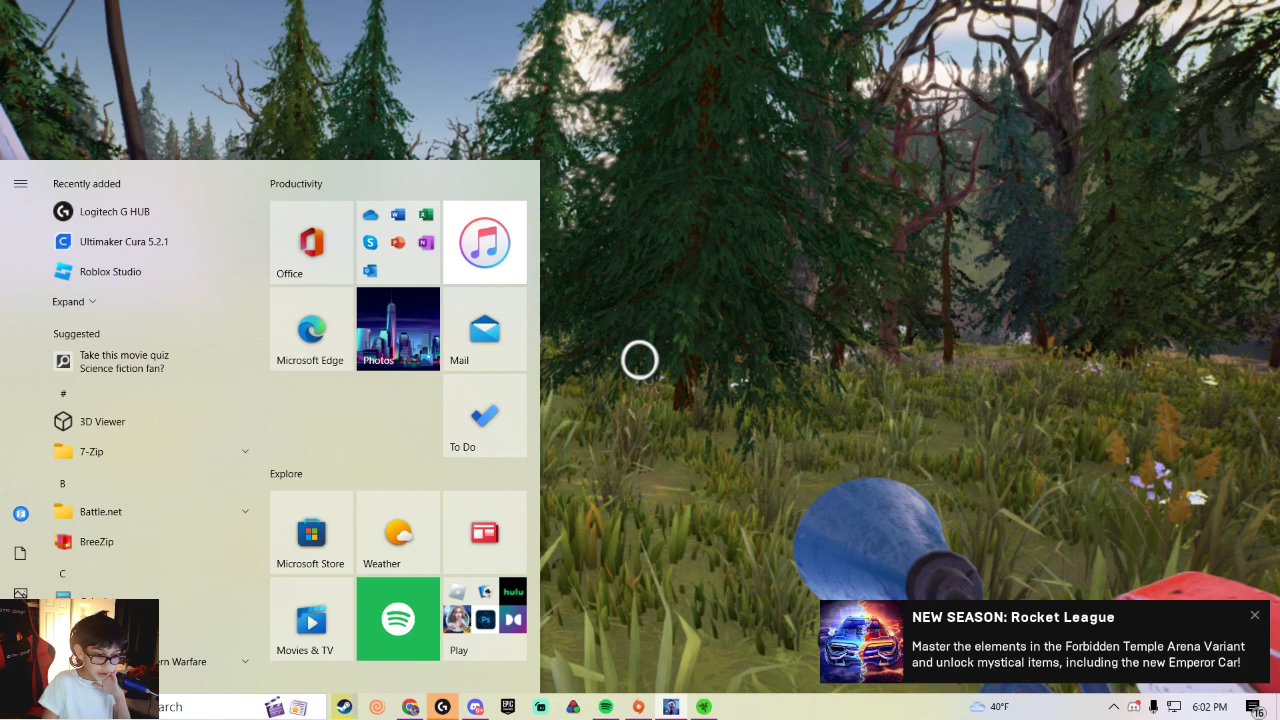 Recently added
Logitech G HUB
Ultimaker Cura 5.2.1
Roblox Studio
Expand
Suggested
Take this movie quiz
Science fiction fan?
#
3D Viewer
7-Zip
B
Battle.net
BreeZip
C
rn Warfare
Productivity
Office
Microsoft Edge
Photos
Mail
To Do
Explore
Microsoft Store
Weather
Movies & TV
hulu
Ps
Play
NEW SEASON: Rocket League
Master the elements in the Forbidden Temple Arena Variant
and unlock mystical items, including the new Emperor Car!
arch
EPIC
40°F
6:02 PM
16